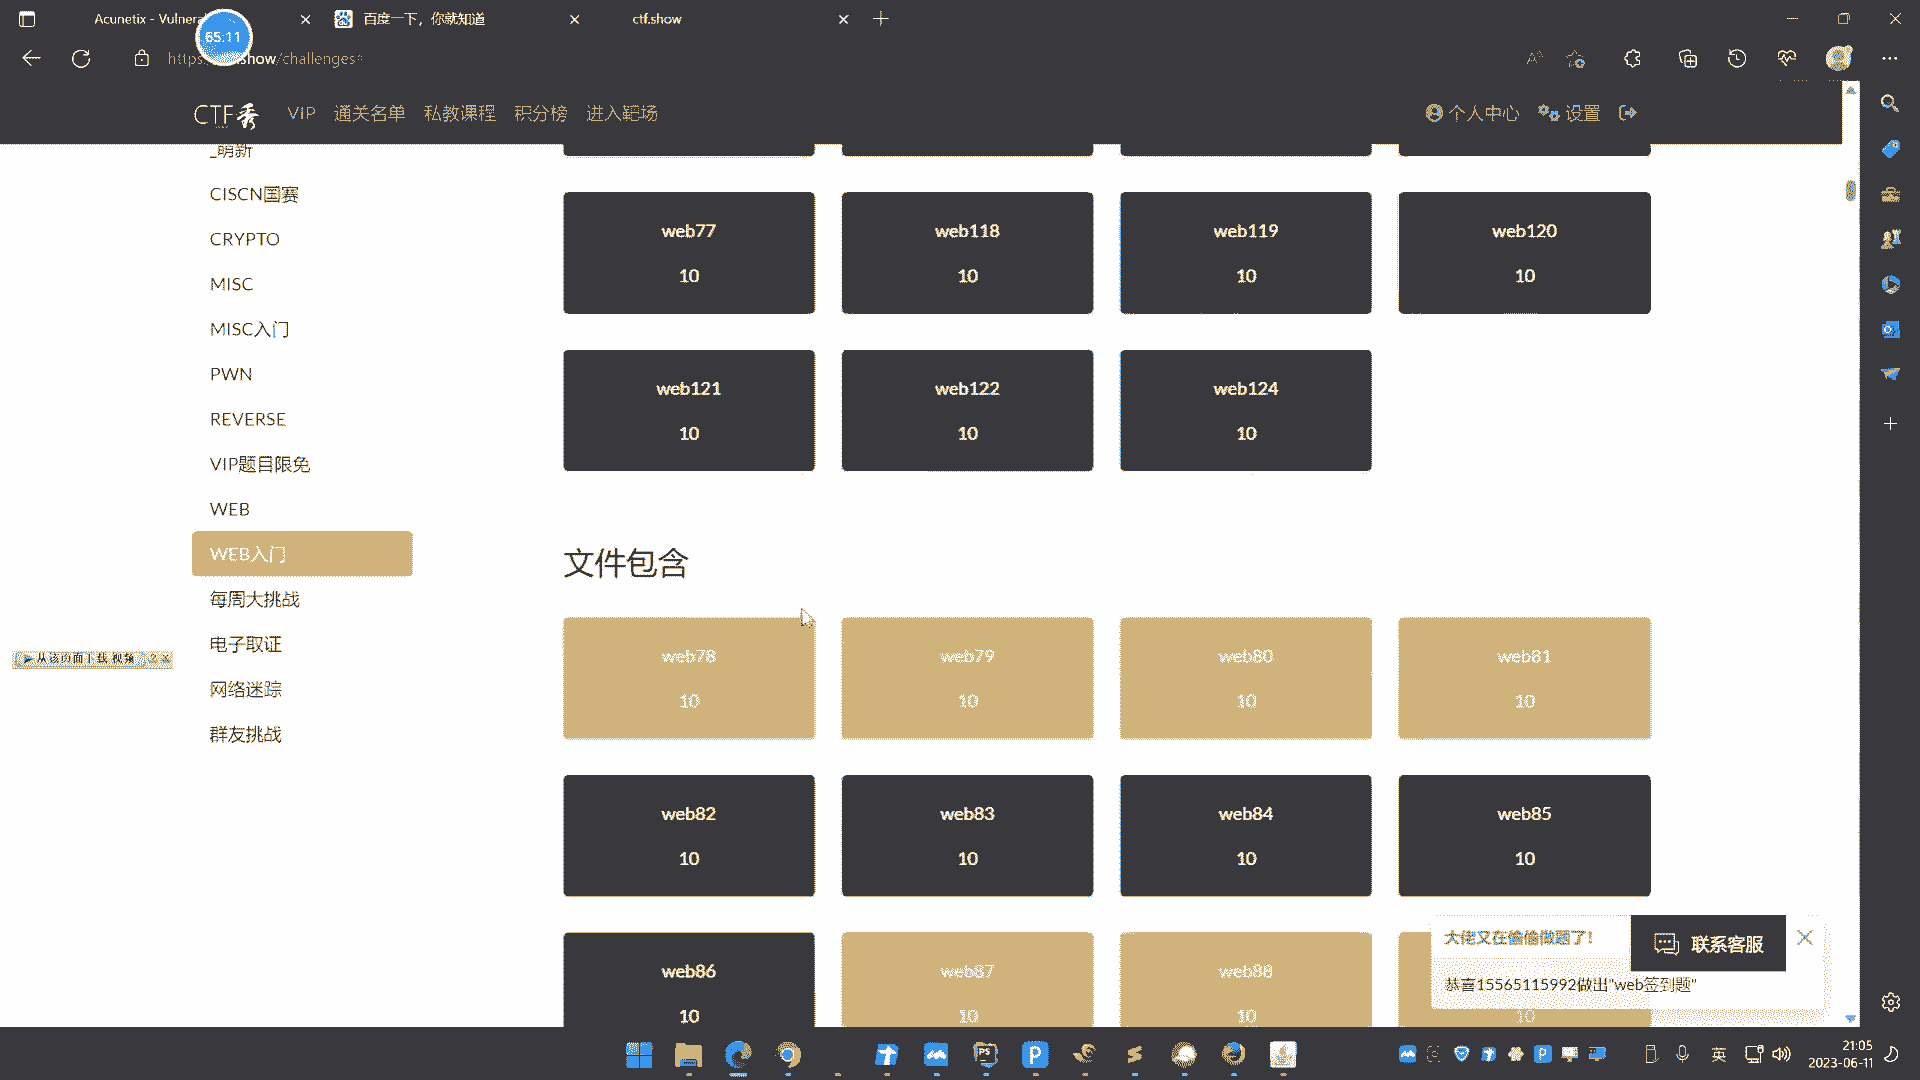 Acunetix - Vulnera
百度一下，你就知道
ctf.show
65:11
https:
.show/challenges#
CTF秀
VIP
通关名单
私教课程
积分榜
进入靶场
个人中心
设置
_萌新
CISCN国赛
CRYPTO
MISC
MISC入门
PWN
REVERSE
VIP题目限免
WEB
WEB入门
每周大挑战
电子取证
网络迷踪
群友挑战
从该页面下载 视频
web77
10
web118
10
web119
10
web120
10
web121
10
web122
10
web124
10
文件包含
web78
10
web79
10
web80
10
web81
10
web82
10
web83
10
web84
10
web85
10
web86
10
web87
10
web88
10
10
大佬又在偷偷做题了！
联系客服
恭喜15565115992做出"web签到题"
英
21:05
2023-06-11